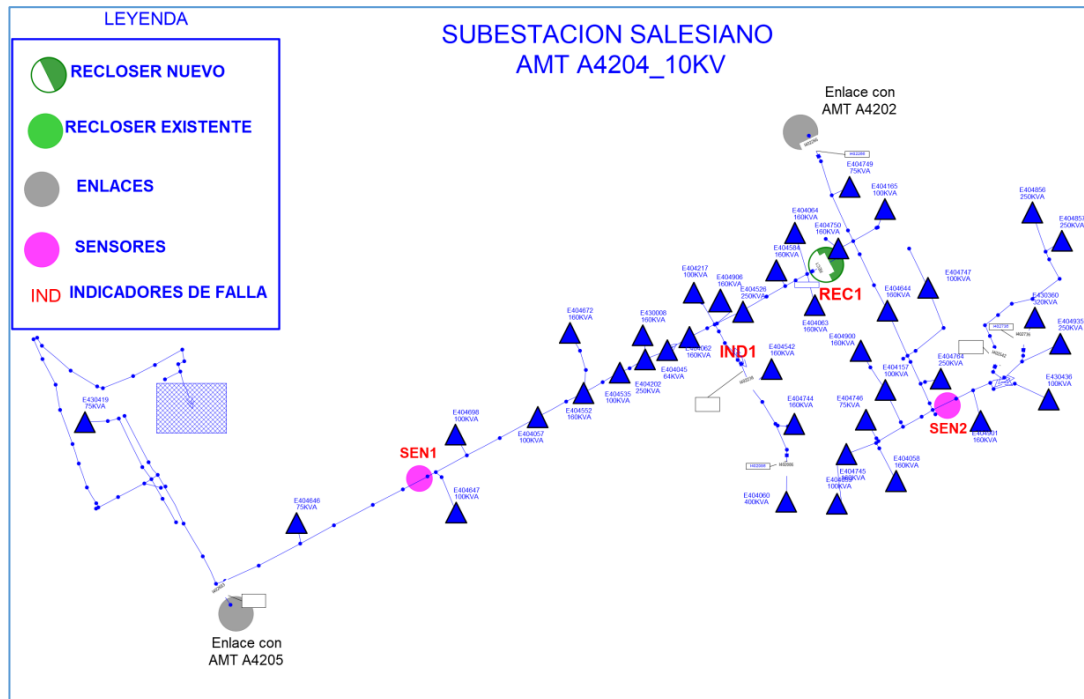 LEYENDA
RECLOSER NUEVO
RECLOSER EXISTENTE
ENLACES
SENSORES
IND INDICADORES DE FALLA
SUBESTACION SALESIANO
AMT A4204_10KV
Enlace con
AMT A4202
E404749
75KVA
E404165
100KVA
E404856
250KVA
250KVA
E404064
160KVA
E404750
160KVA
E404584
160KVA
REC1
E404747
100KVA
E404217
100KVA
E404906
160KVA
E404526
250KVA
E404644
160KVA
E430360
320KVA
E404935
250KVA
E404672
160KVA
E430008
160KVA
E404063
160KVA
160KVA
E404045
64KVA
E404202
250KVA
E404535
100KVA
E404552
160KVA
E404057
100KVA
IND1
E404542
160KVA
E404900
160KVA
E404157
100KVA
E404764
250KVA
E430436
100KVA
E430419
75KVA
E404698
100KVA
E404744
160KVA
E404746
75KVA
SEN2
160KVA
SEN1
E404745
E404058
160KVA
E404647
100KVA
E404060
400KVA
100KVA
E404646
75KVA
Enlace con
AMT A4205